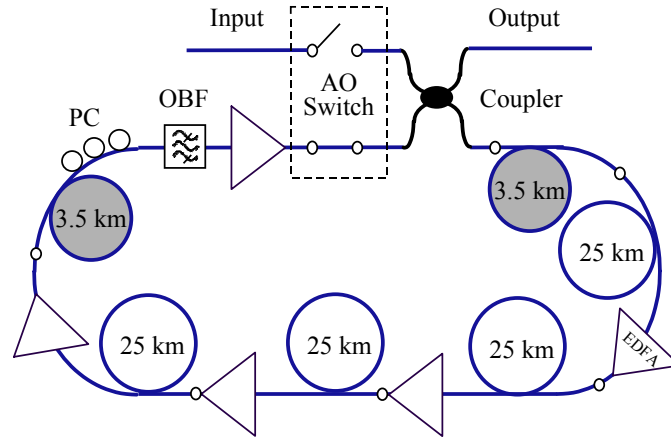 Input
Output
AO
Switch
Coupler
PC
OBF
3.5 km
3.5 km
25 km
EDFA
25 km
25 km
25 km